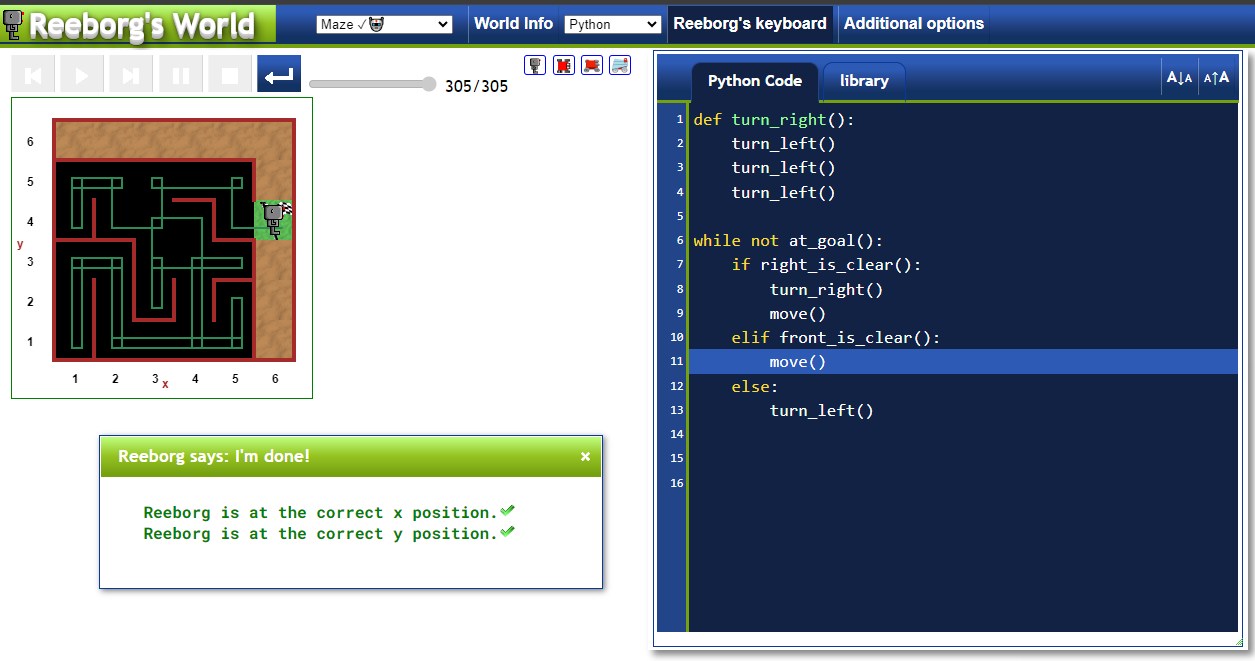 Reeborg's World
Maze ✓
World Info
Python
Reeborg's keyboard
Additional options
305/305
6
5
4
y
3
2
1
1 2 3 x 4 5 6
Reeborg says: I'm done! ×
Reeborg is at the correct x position.✔
Reeborg is at the correct y position.✔
Python Code
library
A↓A A↑A
1 def turn_right():
2     turn_left()
3     turn_left()
4     turn_left()
5
6 while not at_goal():
7     if right_is_clear():
8         turn_right()
9         move()
10     elif front_is_clear():
11         move()
12     else:
13         turn_left()
14
15
16